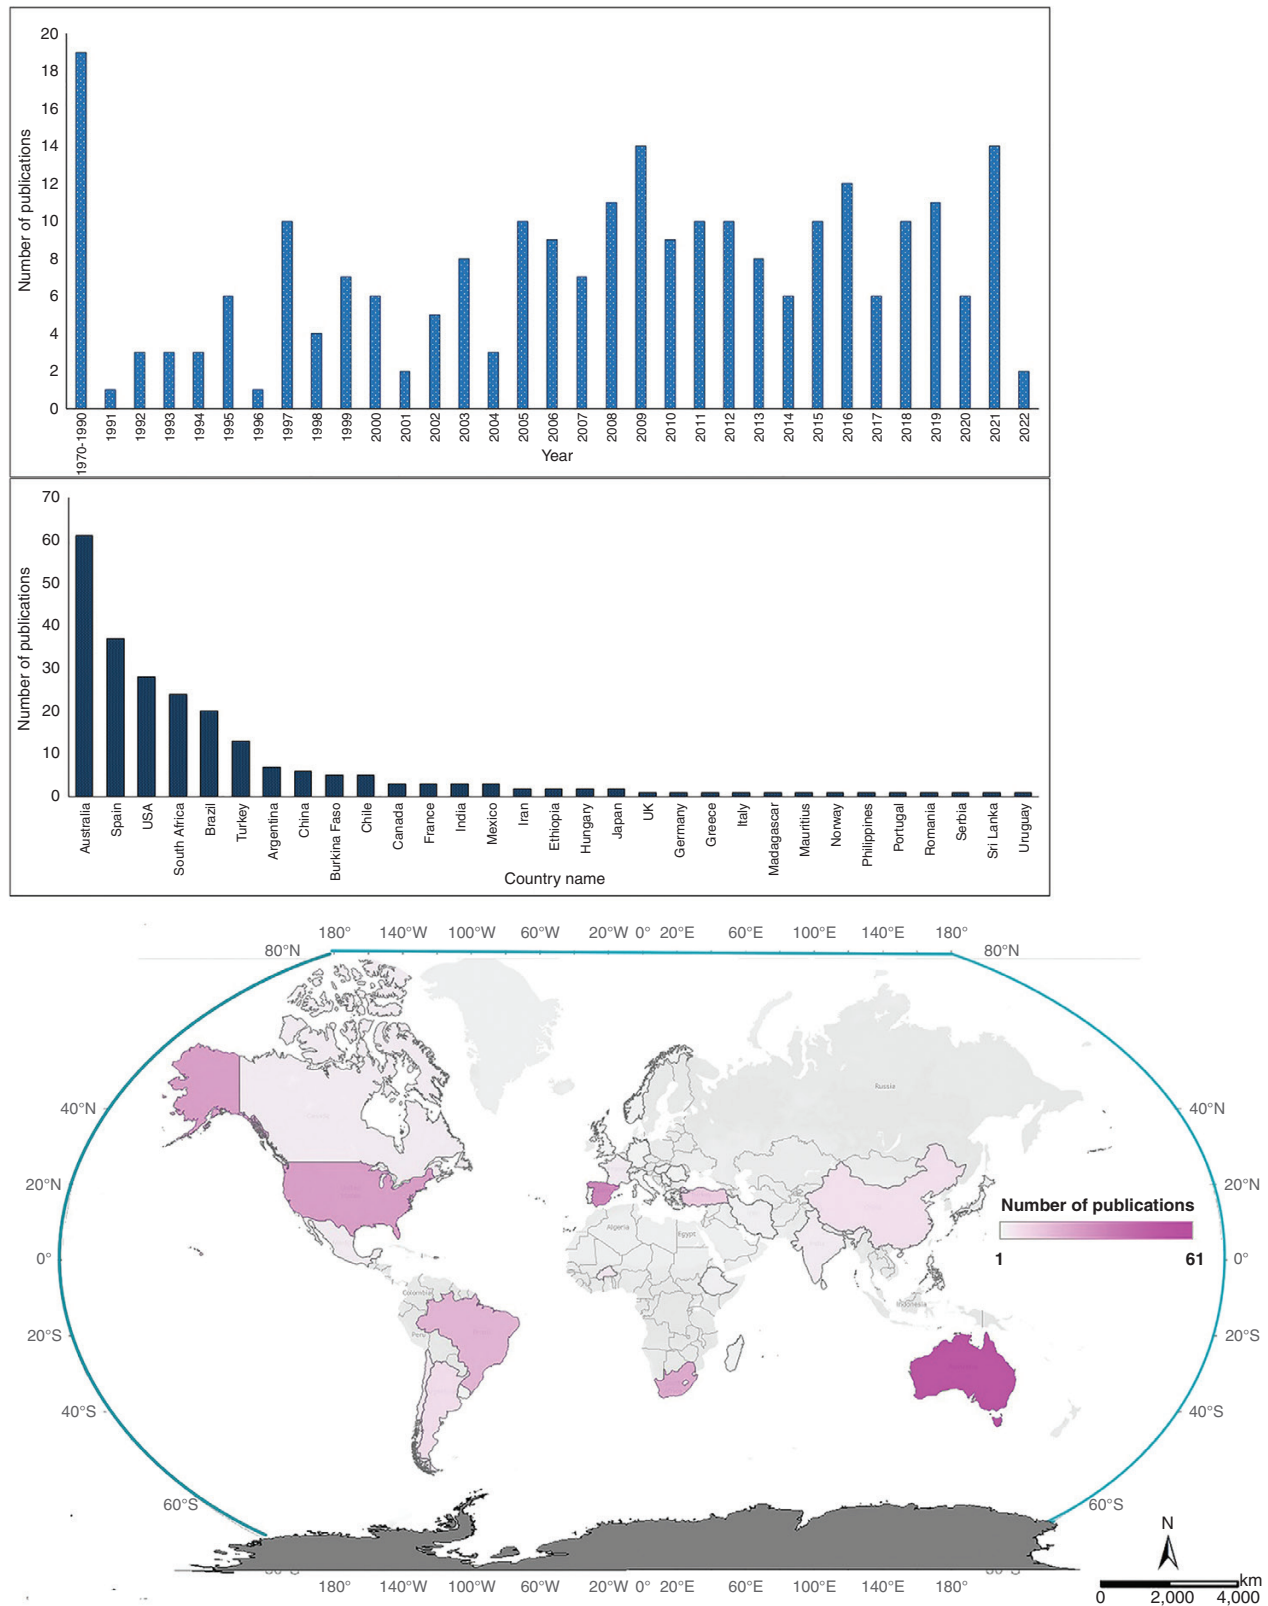 Number of publications
20
18
16
14
12
10
8
6
4
2
0
1970-1990
1991
1992
1993
1994
1995
1996
1997
1998
1999
2000
2001
2002
2003
2004
2005
2006
2007
2008
2009
2010
2011
2012
2013
2014
2015
2016
2017
2018
2019
2020
2021
2022
Year
Number of publications
70
60
50
40
30
20
10
0
Australia
Spain
USA
South Africa
Brazil
Turkey
Argentina
China
Burkina Faso
Chile
Canada
France
India
Mexico
Iran
Ethiopia
Hungary
Japan
UK
Germany
Greece
Italy
Madagascar
Mauritius
Norway
Philippines
Portugal
Romania
Serbia
Sri Lanka
Uruguay
Country name
180° 140°W 100°W 60°W 20°W 0° 20°E 60°E 100°E 140°E 180°
80°N 80°N
Russia
40°N 40°N
20°N 20°N
Number of publications
1 61
Algeria
Egypt
0° 0°
Colombia
Indonesia
Peru
20°S 20°S
40°S 40°S
60°S 60°S
N
180° 140°W 100°W 60°W 20°W 0° 20°E 60°E 100°E 140°E 180°
km
0 2,000 4,000